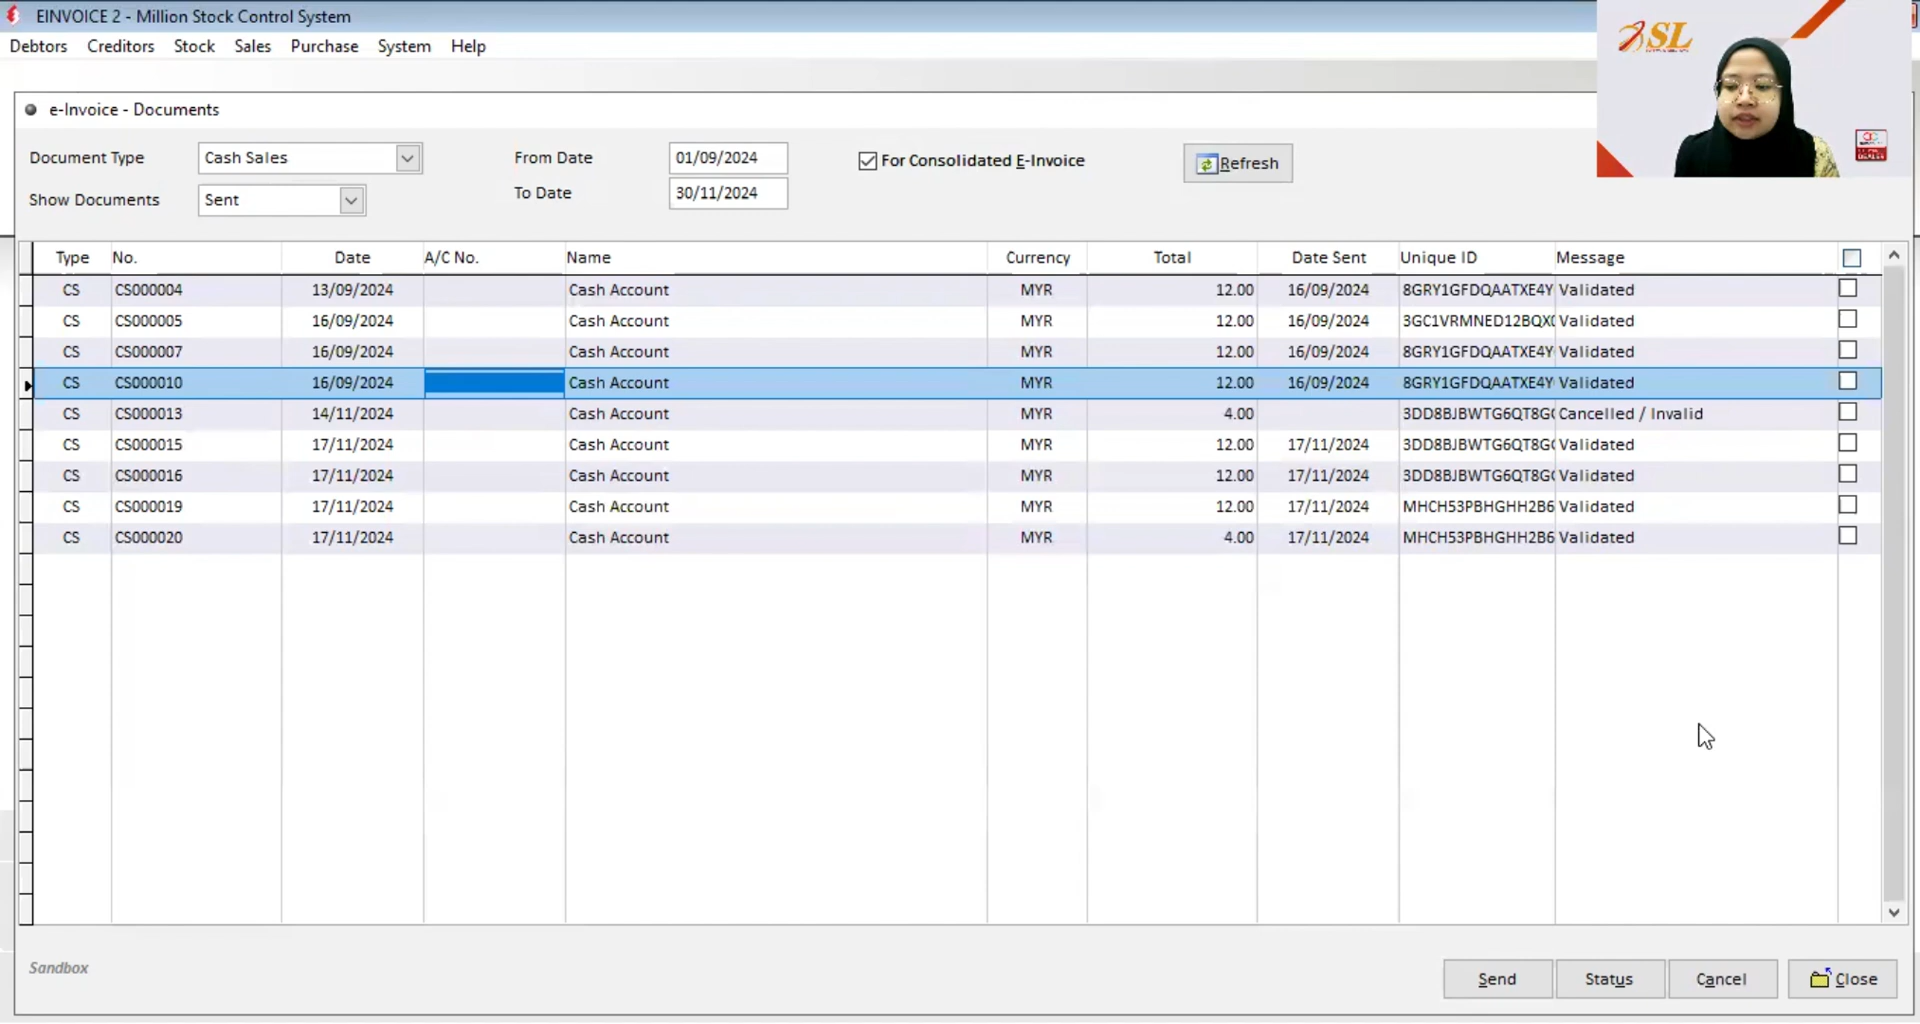 EINVOICE 2 - Million Stock Control System
SL
Debtors Creditors Stock Sales Purchase System Help
e-Invoice - Documents
Document Type Cash Sales From Date 01/09/2024 For Consolidated E-Invoice Refresh
Show Documents Sent To Date 30/11/2024
Type No. Date A/C No. Name Currency Total Date Sent Unique ID Message
CS CS000004 13/09/2024 Cash Account MYR 12.00 16/09/2024 8GRY1GFDQAATXE4Y Validated
CS CS000005 16/09/2024 Cash Account MYR 12.00 16/09/2024 3GC1VRMNED12BQX Validated
CS CS000007 16/09/2024 Cash Account MYR 12.00 16/09/2024 8GRY1GFDQAATXE4Y Validated
CS CS000010 16/09/2024 Cash Account MYR 12.00 16/09/2024 8GRY1GFDQAATXE4Y Validated
CS CS000013 14/11/2024 Cash Account MYR 4.00 3DD8BJBWTG6QT8G Cancelled / Invalid
CS CS000015 17/11/2024 Cash Account MYR 12.00 17/11/2024 3DD8BJBWTG6QT8G Validated
CS CS000016 17/11/2024 Cash Account MYR 12.00 17/11/2024 3DD8BJBWTG6QT8G Validated
CS CS000019 17/11/2024 Cash Account MYR 12.00 17/11/2024 MHCH53PBHGHH2B6 Validated
CS CS000020 17/11/2024 Cash Account MYR 4.00 17/11/2024 MHCH53PBHGHH2B6 Validated
Sandbox
Send Status Cancel Close